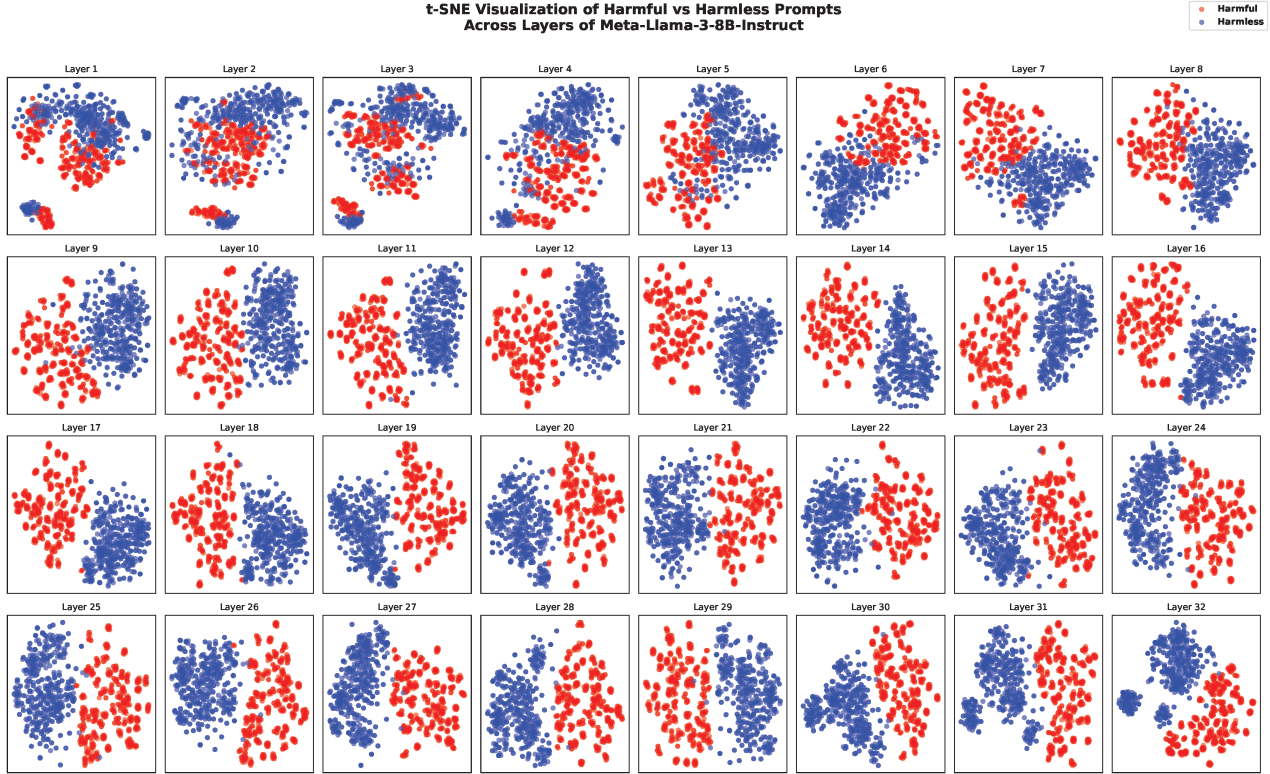 t-SNE Visualization of Harmful vs Harmless Prompts
Across Layers of Meta-Llama-3-8B-Instruct
Harmful
Harmless
Layer 1
Layer 2
Layer 3
Layer 4
Layer 5
Layer 6
Layer 7
Layer 8
Layer 9
Layer 10
Layer 11
Layer 12
Layer 13
Layer 14
Layer 15
Layer 16
Layer 17
Layer 18
Layer 19
Layer 20
Layer 21
Layer 22
Layer 23
Layer 24
Layer 25
Layer 26
Layer 27
Layer 28
Layer 29
Layer 30
Layer 31
Layer 32